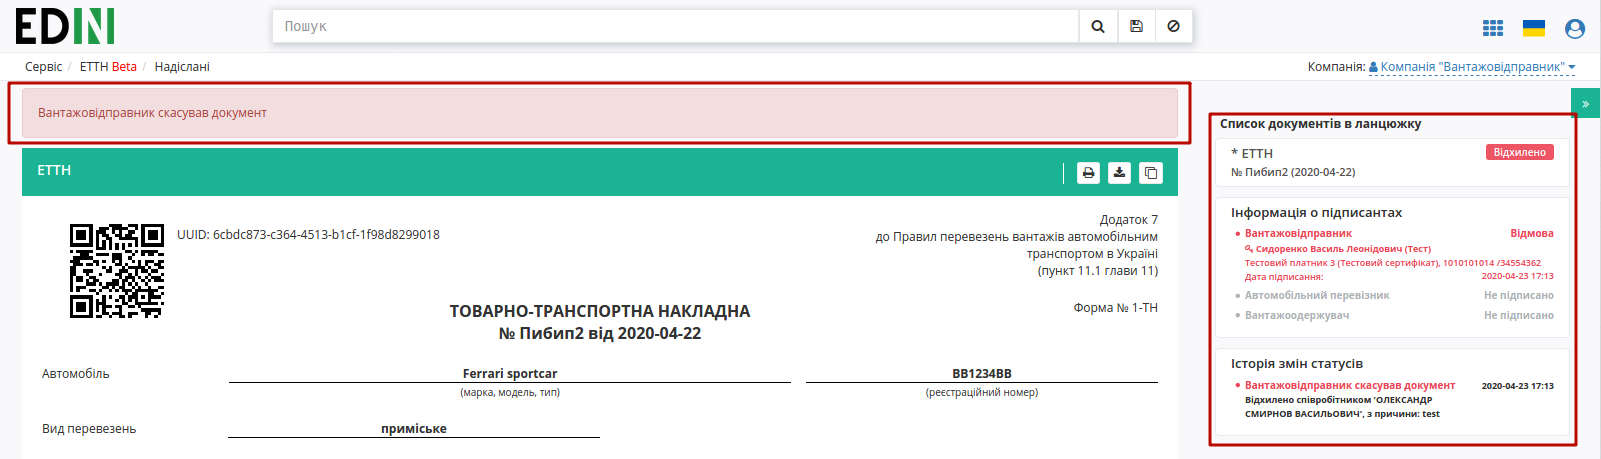 EDIN
Пошук
Сервіс / ЕТТН Beta / Надіслані
Компанія: Компанія "Вантажовідправник"
Вантажовідправник скасував документ
»
ЕТТН
UUID: 6cbdc873-c364-4513-b1cf-1f98d8299018
Додаток 7
до Правил перевезень вантажів автомобільним
транспортом в Україні
(пункт 11.1 глави 11)
Форма № 1-ТН
ТОВАРНО-ТРАНСПОРТНА НАКЛАДНА
№ Пибип2 від 2020-04-22
Автомобіль Ferrari sportcar BB1234BB
(марка, модель, тип) (реєстраційний номер)
Вид перевезень приміське
Список документів в ланцюжку
* ЕТТН Відхилено
№ Пибип2 (2020-04-22)
Інформація о підписантах
Вантажовідправник Відмова
Сидоренко Василь Леонідович (Тест)
Тестовий платник 3 (Тестовий сертифікат), 1010101014 /34554362
Дата підписання: 2020-04-23 17:13
Автомобільний перевізник Не підписано
Вантажоодержувач Не підписано
Історія змін статусів
Вантажовідправник скасував документ 2020-04-23 17:13
Відхилено співробітником 'ОЛЕКСАНДР
СМИРНОВ ВАСИЛЬОВИЧ', з причини: test